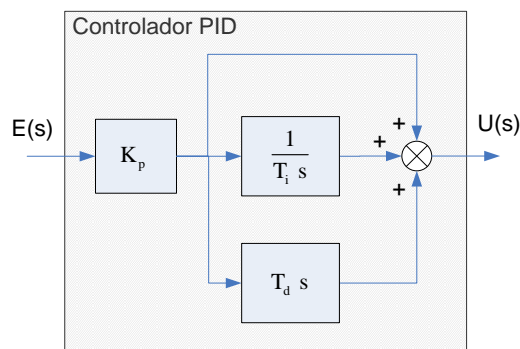 Controlador PID
E(s)
K_p
1
T_i s
T_d s
+
+
+
U(s)